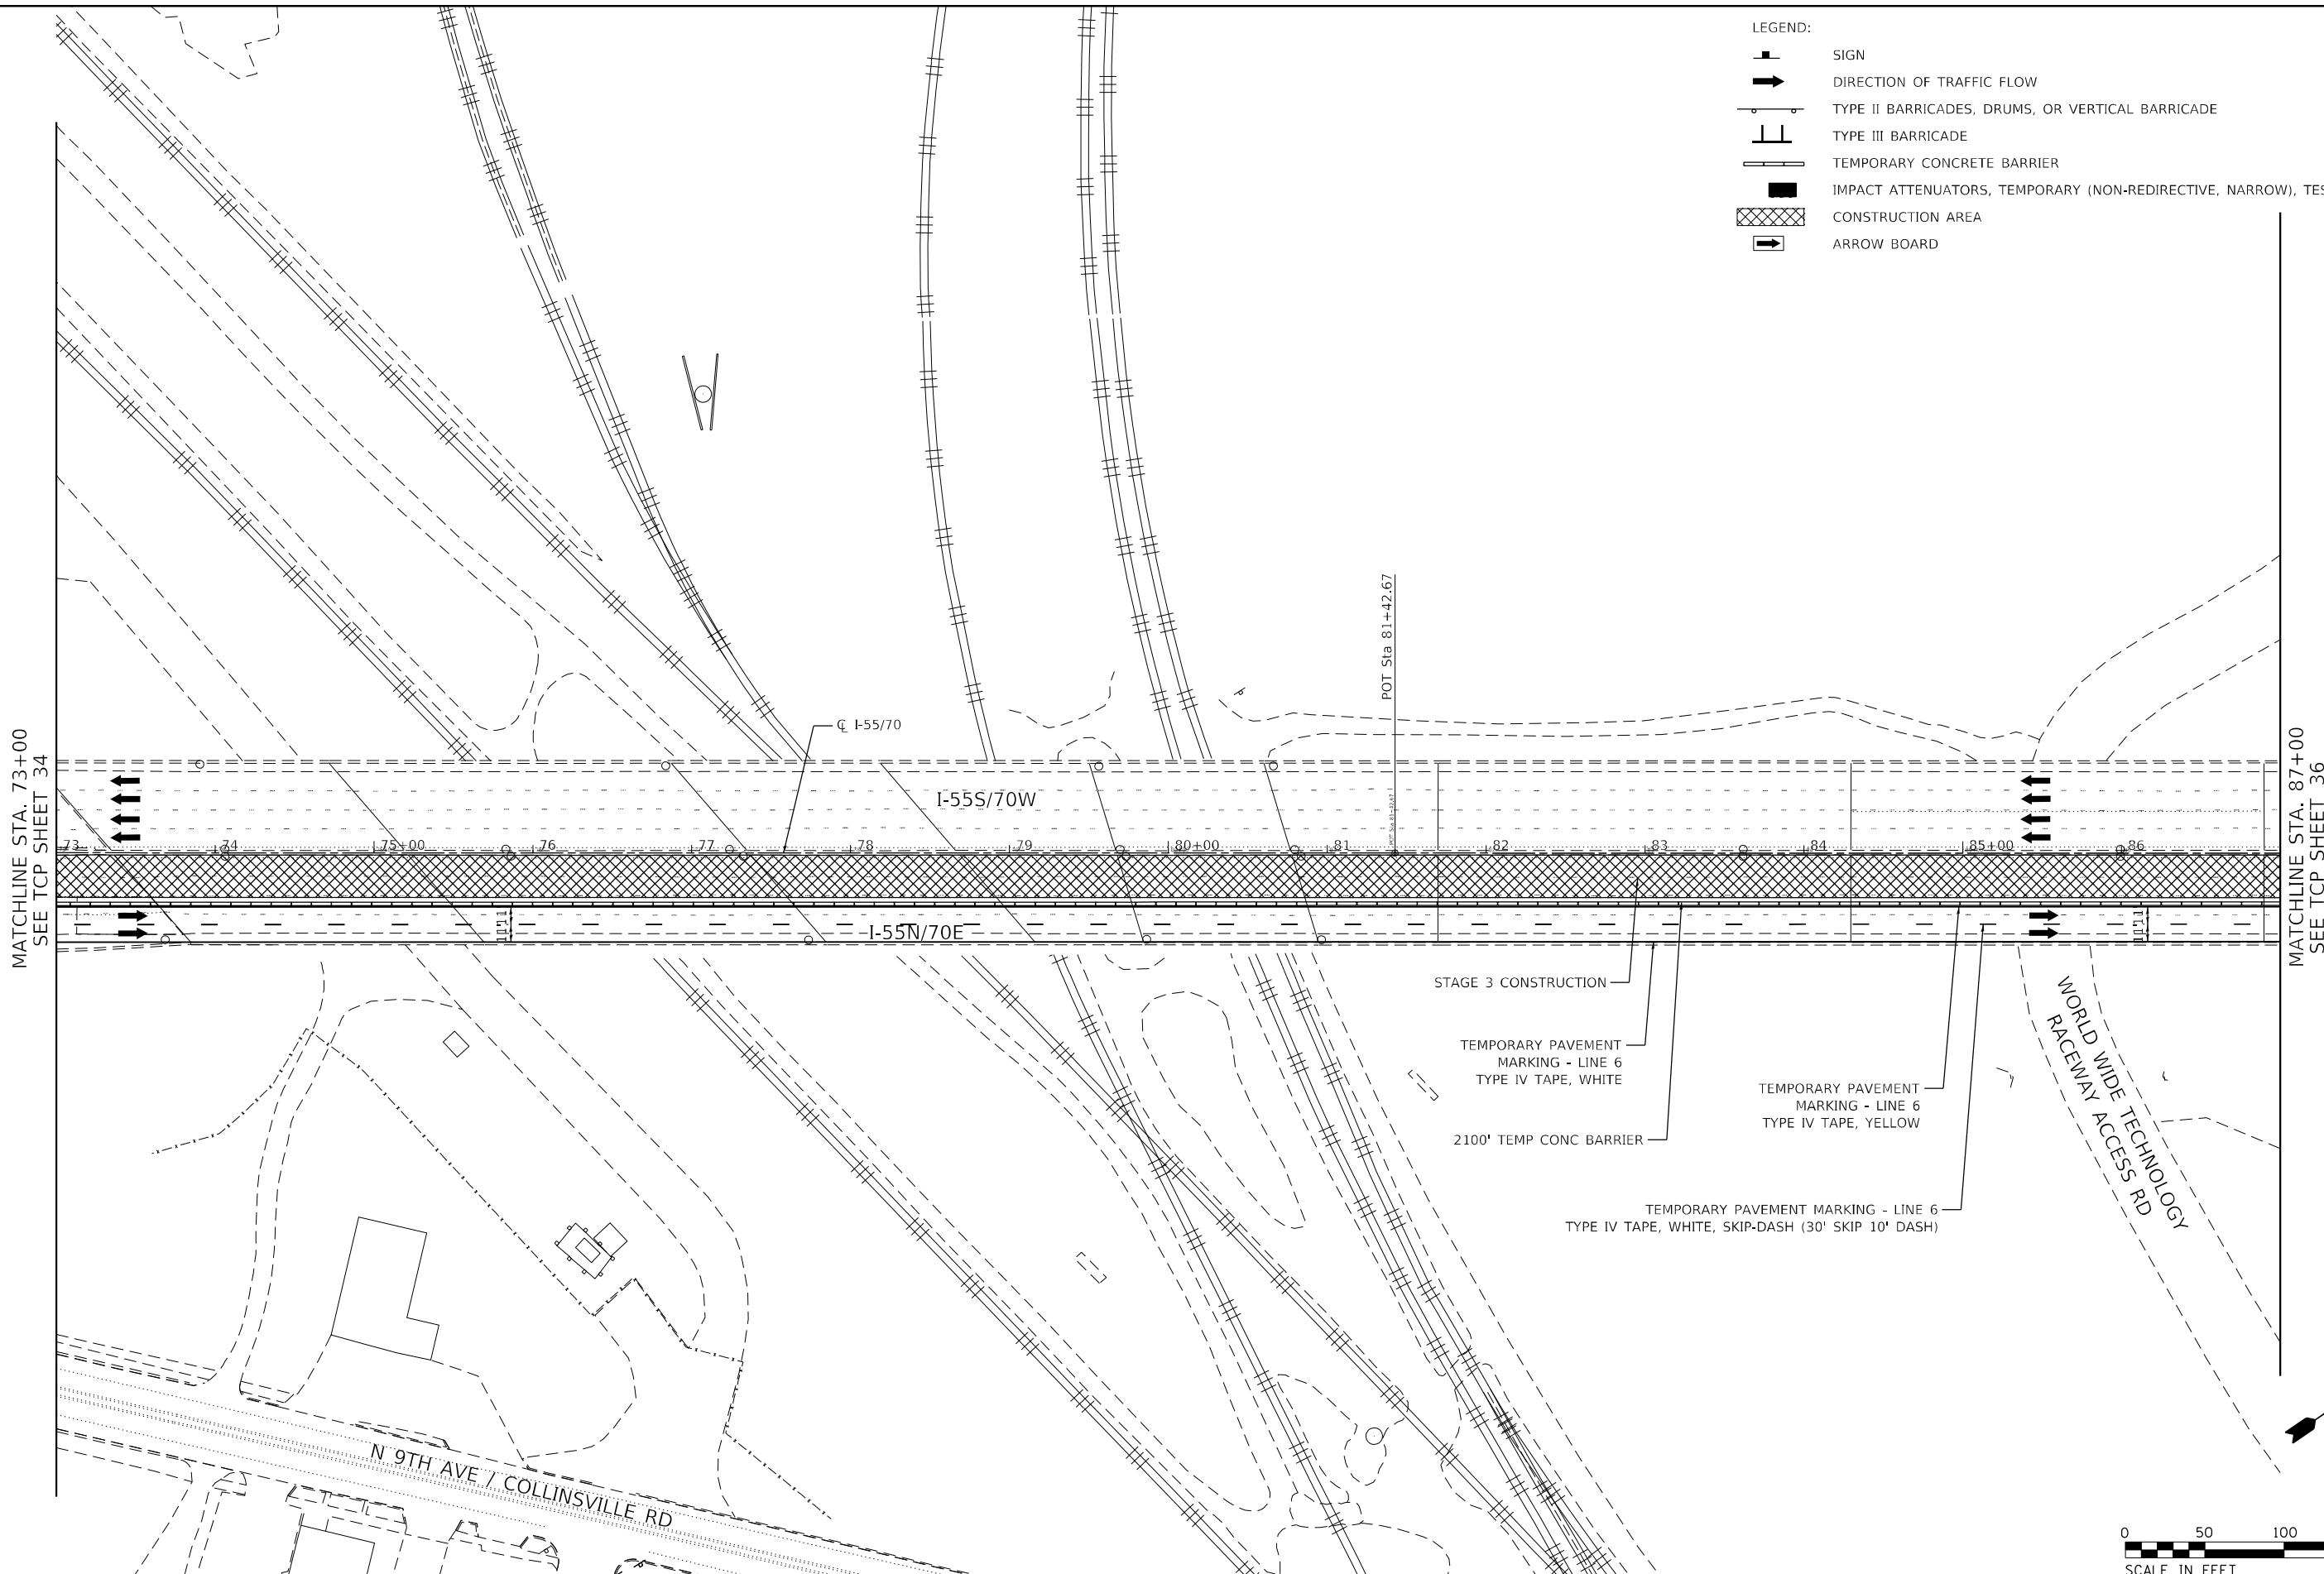 LEGEND:
SIGN
DIRECTION OF TRAFFIC FLOW
TYPE II BARRICADES, DRUMS, OR VERTICAL BARRICADE
TYPE III BARRICADE
TEMPORARY CONCRETE BARRIER
IMPACT ATTENUATORS, TEMPORARY (NON-REDIRECTIVE, NARROW),
CONSTRUCTION AREA
ARROW BOARD
MATCHLINE STA. 73+00
SEE TCP SHEET 34
℄ I-55/70
POT Sta 81+42.67
I-55S/70W
73 74 75+00 76 77 78 79 80+00 81 82 83 84 85+00 86
11' 11'
I-55N/70E
11' 11'
MATCHLINE STA. 87+00
SEE TCP SHEET 36
STAGE 3 CONSTRUCTION
TEMPORARY PAVEMENT
MARKING - LINE 6
TYPE IV TAPE, WHITE
2100' TEMP CONC BARRIER
TEMPORARY PAVEMENT
MARKING - LINE 6
TYPE IV TAPE, YELLOW
TEMPORARY PAVEMENT MARKING - LINE 6
TYPE IV TAPE, WHITE, SKIP-DASH (30' SKIP 10' DASH)
WORLD WIDE TECHNOLOGY
RACEWAY ACCESS RD
N 9TH AVE / COLLINSVILLE RD
0 50 100
SCALE IN FEET